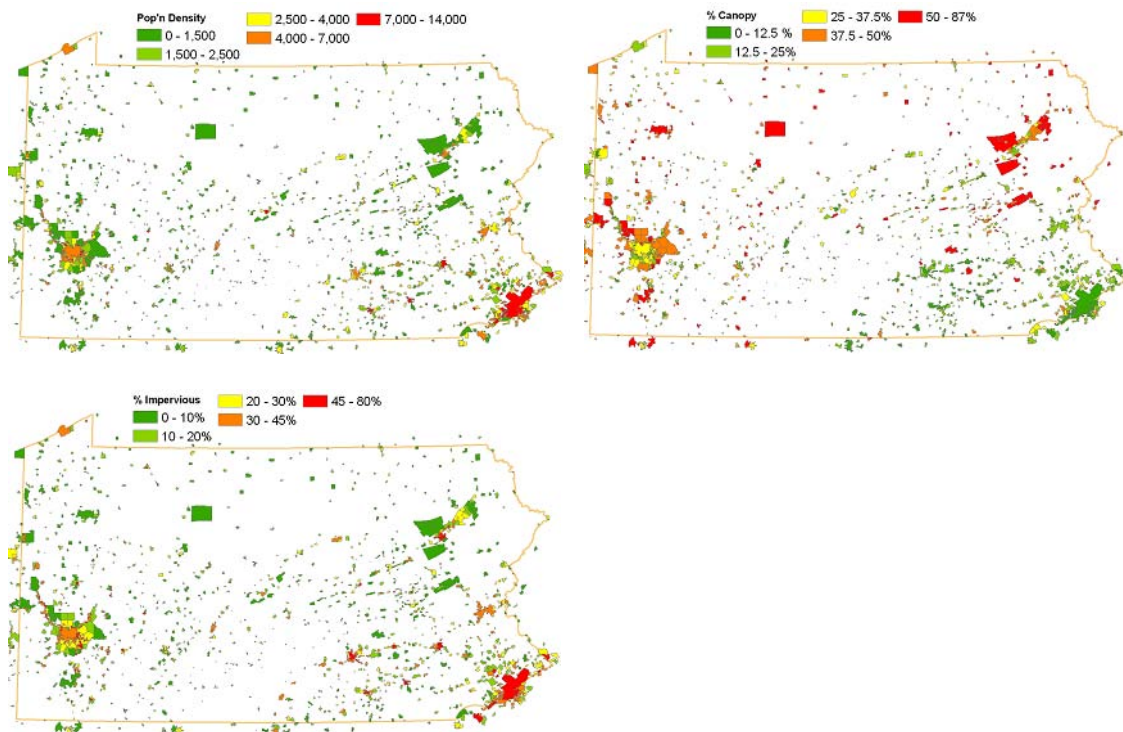 Pop'n Density
0 - 1,500
1,500 - 2,500
2,500 - 4,000
4,000 - 7,000
7,000 - 14,000
% Canopy
0 - 12.5 %
12.5 - 25%
25 - 37.5%
37.5 - 50%
50 - 87%
% Impervious
0 - 10%
10 - 20%
20 - 30%
30 - 45%
45 - 80%